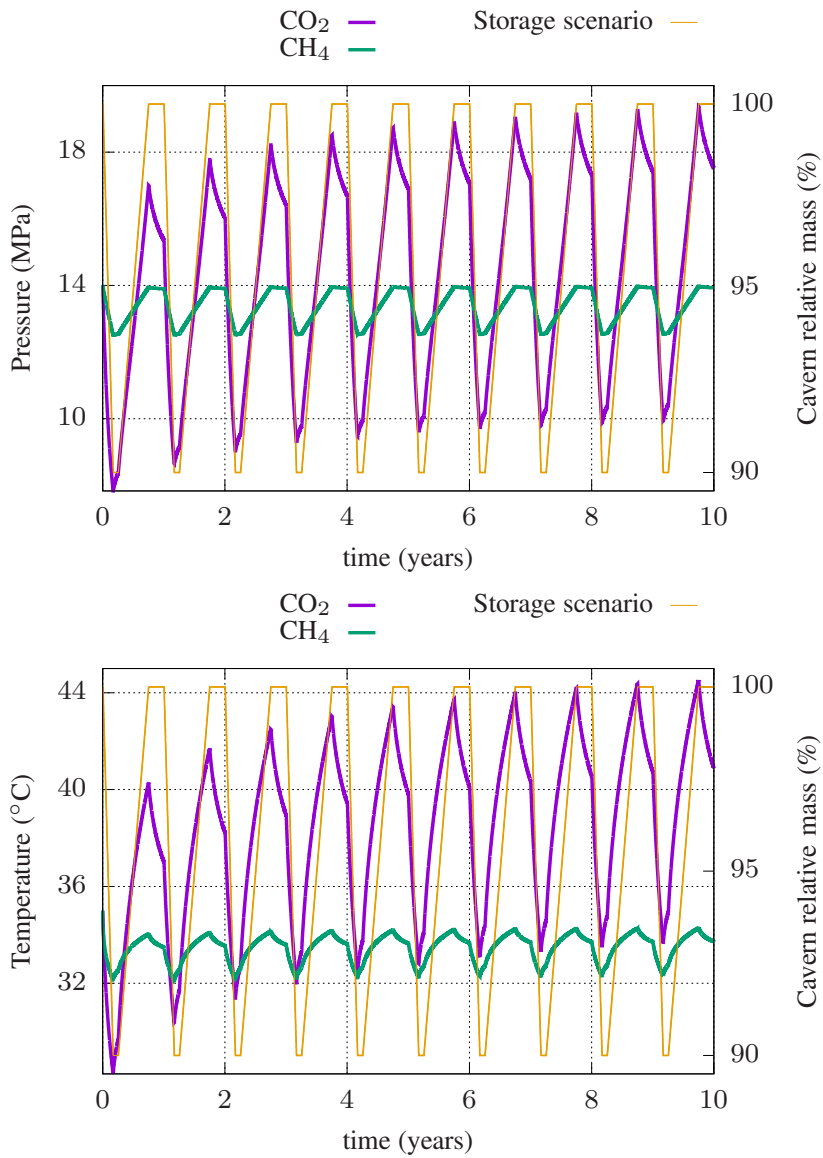 CO₂ Storage scenario
CH₄
18
14
10
100
95
90
0 2 4 6 8 10
Pressure (MPa)
Cavern relative mass (%)
time (years)
CO₂ Storage scenario
CH₄
44
40
36
32
100
95
90
0 2 4 6 8 10
Temperature (°C)
Cavern relative mass (%)
time (years)